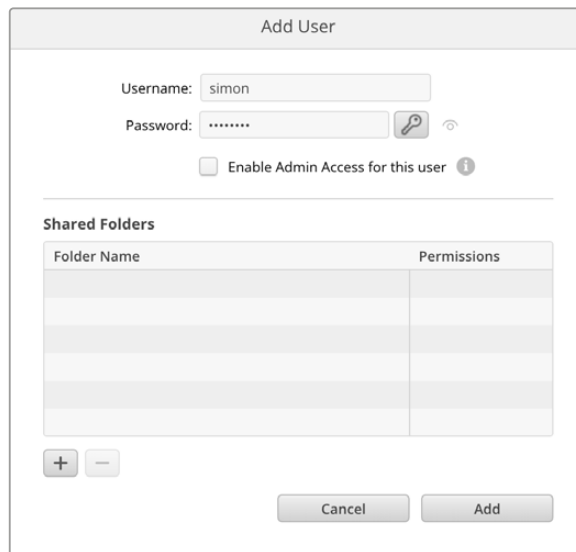 Add User
Username: simon
Password: ••••••••
Enable Admin Access for this user
Shared Folders
Folder Name Permissions
Cancel Add